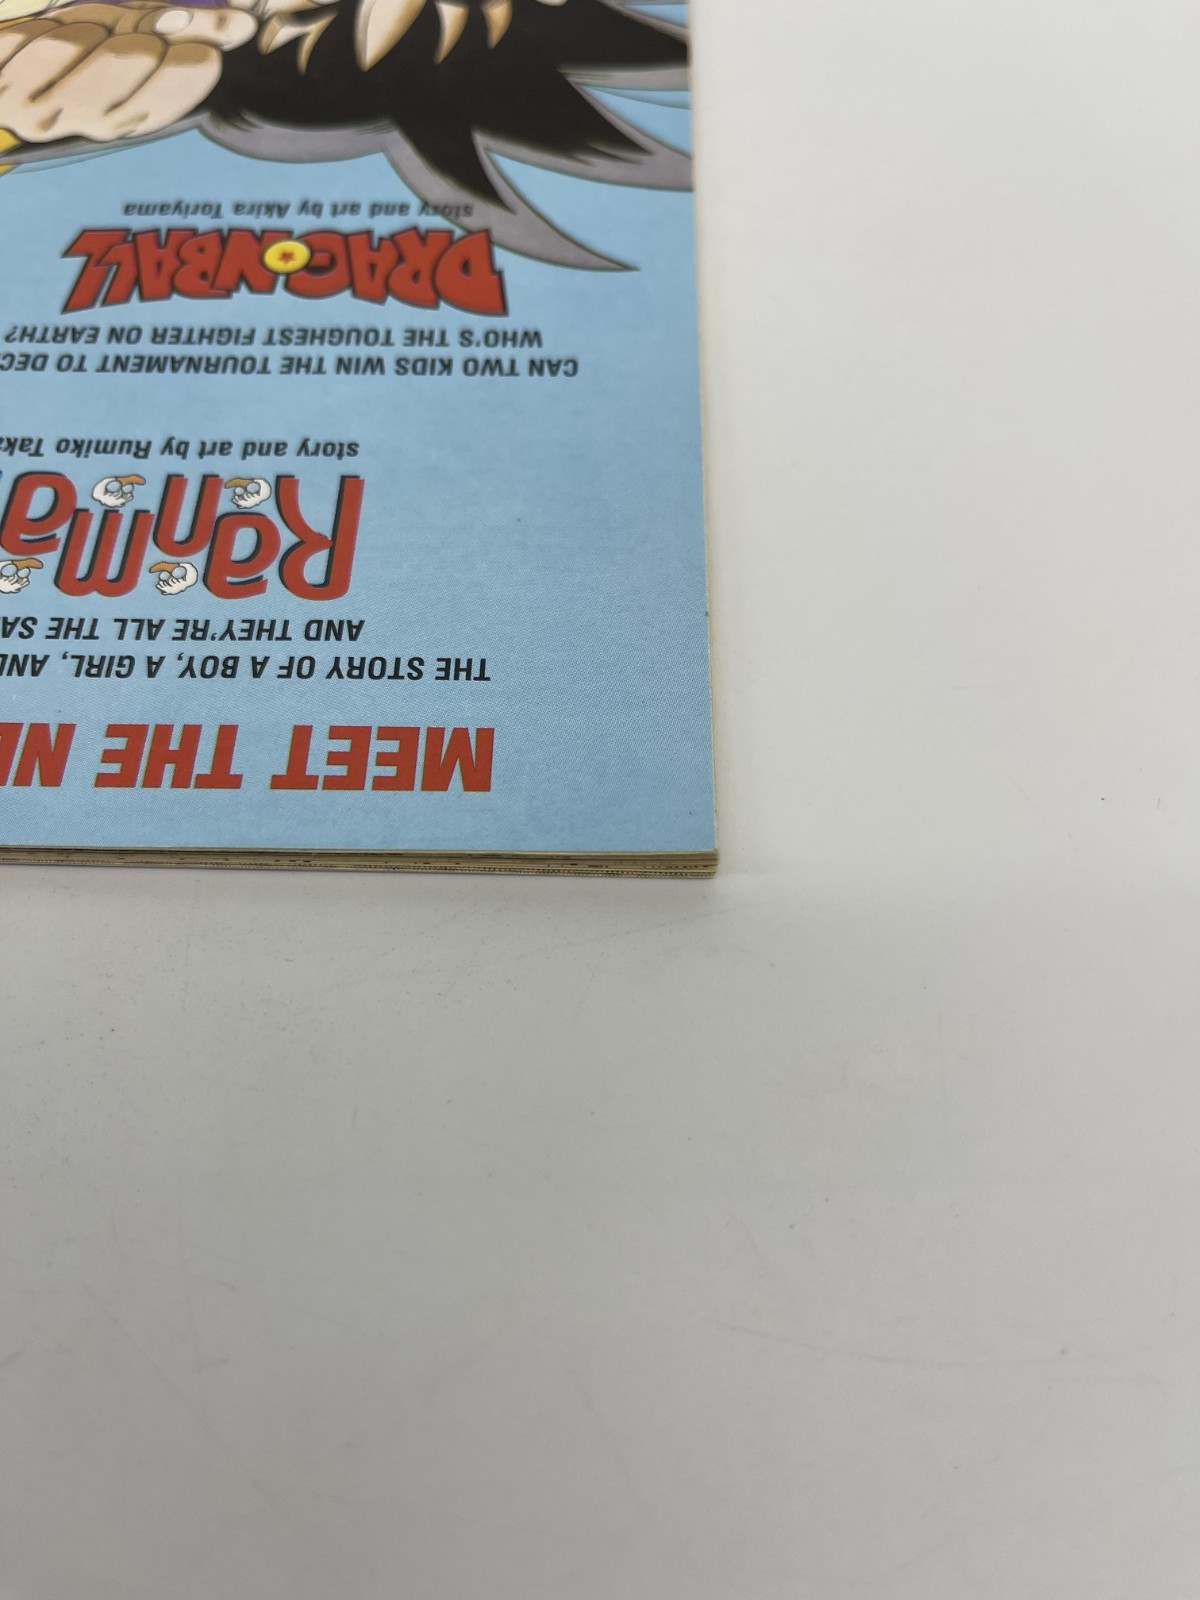 MEET THE NE
THE STORY OF A BOY, A GIRL, AND
AND THEY'RE ALL THE SA
Ranma
story and art by Rumiko Taka
CAN TWO KIDS WIN THE TOURNAMENT TO DEC
WHO'S THE TOUGHEST FIGHTER ON EARTH?
DRAGONBALL
story and art by Akira Toriyama